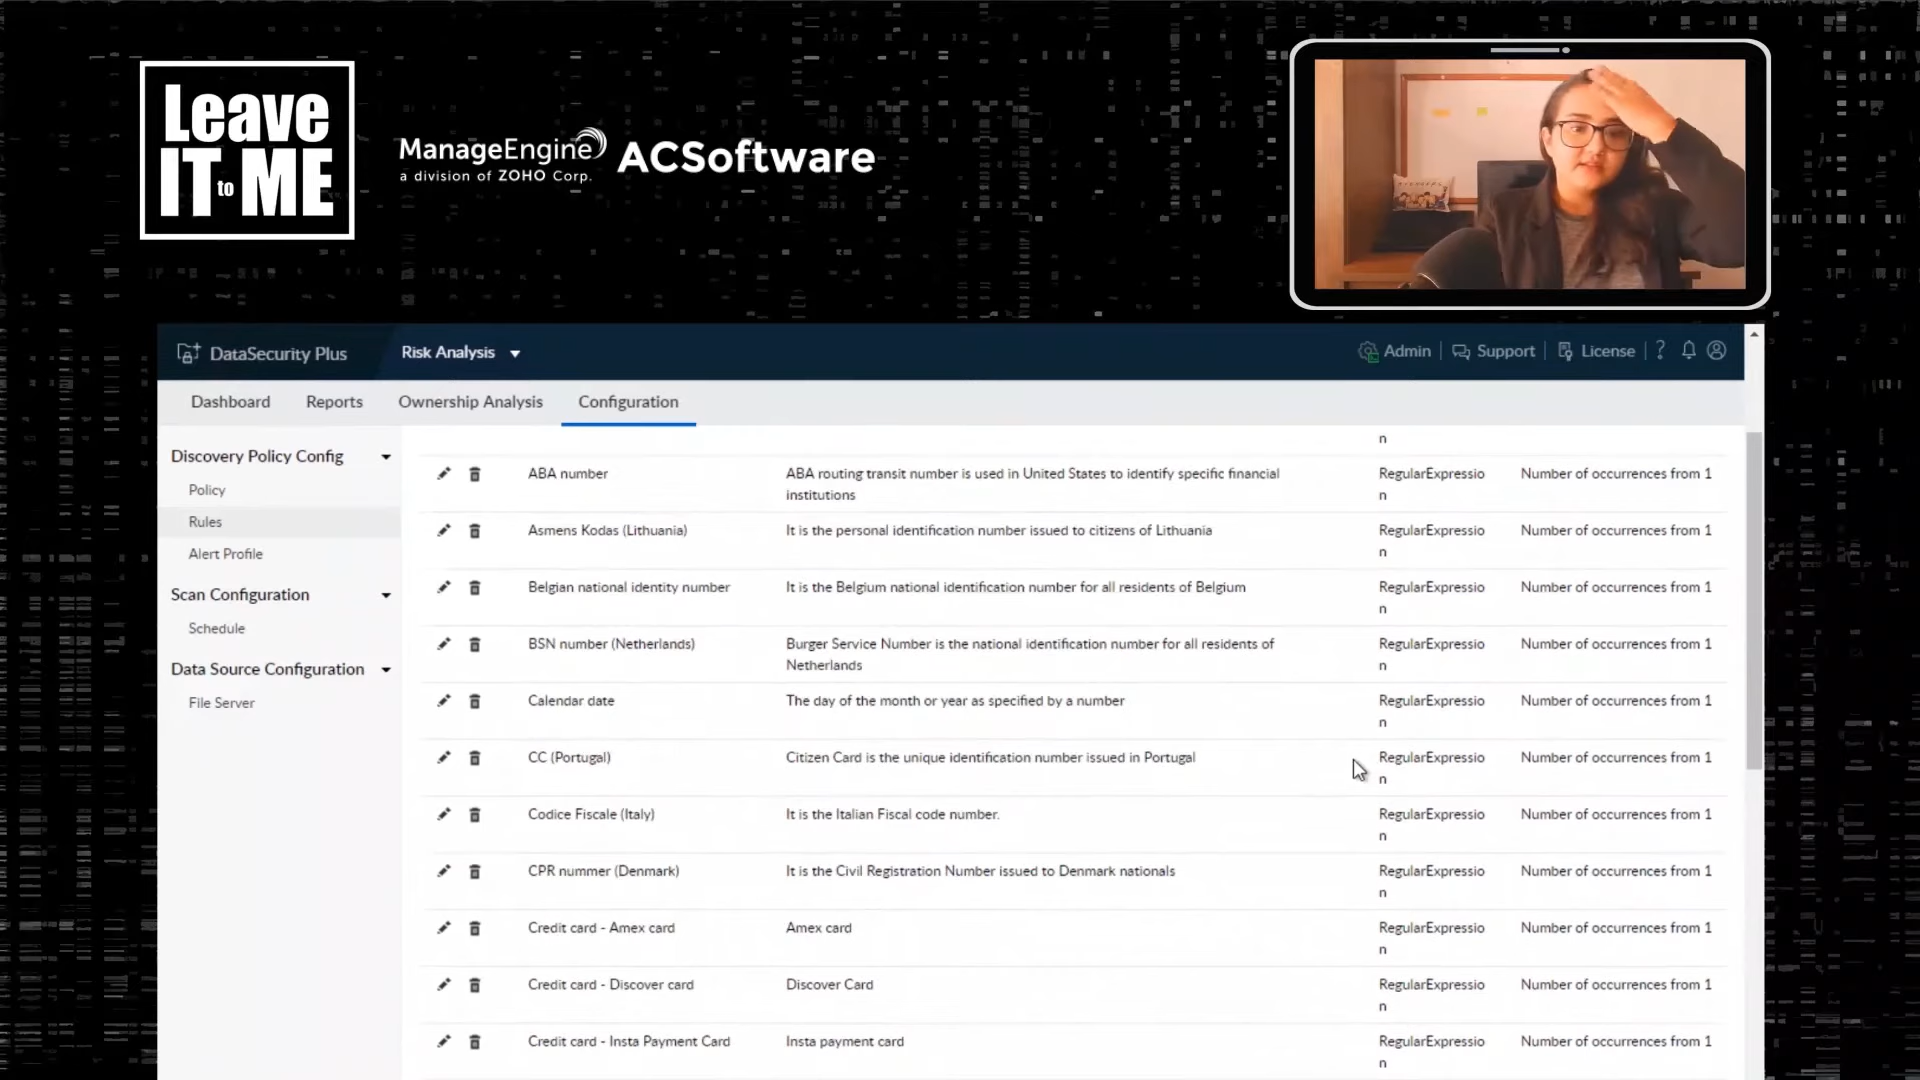 Leave
IT to ME
ManageEngine
a division of ZOHO Corp.
ACSoftware
DataSecurity Plus
Risk Analysis
Admin
Support
License
?
Dashboard
Reports
Ownership Analysis
Configuration
Discovery Policy Config
Policy
Rules
Alert Profile
Scan Configuration
Schedule
Data Source Configuration
File Server
n
ABA number
ABA routing transit number is used in United States to identify specific financial
institutions
RegularExpressio
n
Number of occurrences from 1
Asmens Kodas (Lithuania)
It is the personal identification number issued to citizens of Lithuania
RegularExpressio
n
Number of occurrences from 1
Belgian national identity number
It is the Belgium national identification number for all residents of Belgium
RegularExpressio
n
Number of occurrences from 1
BSN number (Netherlands)
Burger Service Number is the national identification number for all residents of
Netherlands
RegularExpressio
n
Number of occurrences from 1
Calendar date
The day of the month or year as specified by a number
RegularExpressio
n
Number of occurrences from 1
CC (Portugal)
Citizen Card is the unique identification number issued in Portugal
RegularExpressio
n
Number of occurrences from 1
Codice Fiscale (Italy)
It is the Italian Fiscal code number.
RegularExpressio
n
Number of occurrences from 1
CPR nummer (Denmark)
It is the Civil Registration Number issued to Denmark nationals
RegularExpressio
n
Number of occurrences from 1
Credit card - Amex card
Amex card
RegularExpressio
n
Number of occurrences from 1
Credit card - Discover card
Discover Card
RegularExpressio
n
Number of occurrences from 1
Credit card - Insta Payment Card
Insta payment card
RegularExpressio
n
Number of occurrences from 1